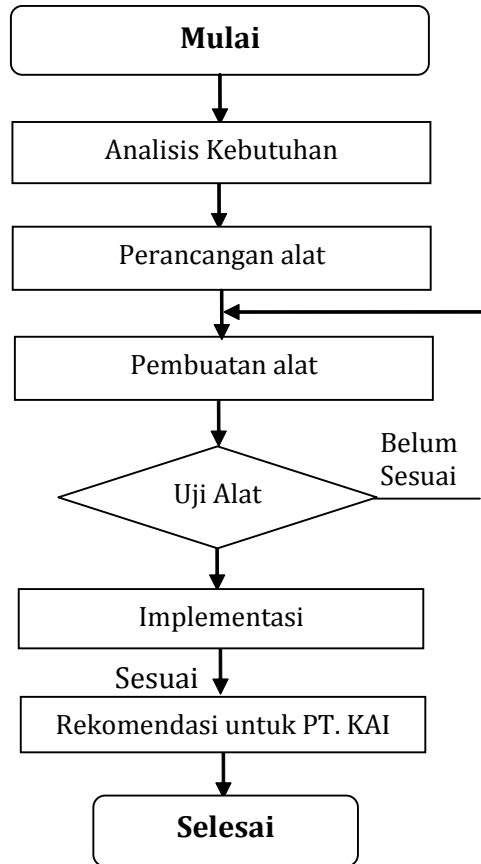 Mulai
Analisis Kebutuhan
Perancangan alat
Pembuatan alat
Belum
Sesuai
Uji Alat
Implementasi
Sesuai
Rekomendasi untuk PT. KAI
Selesai